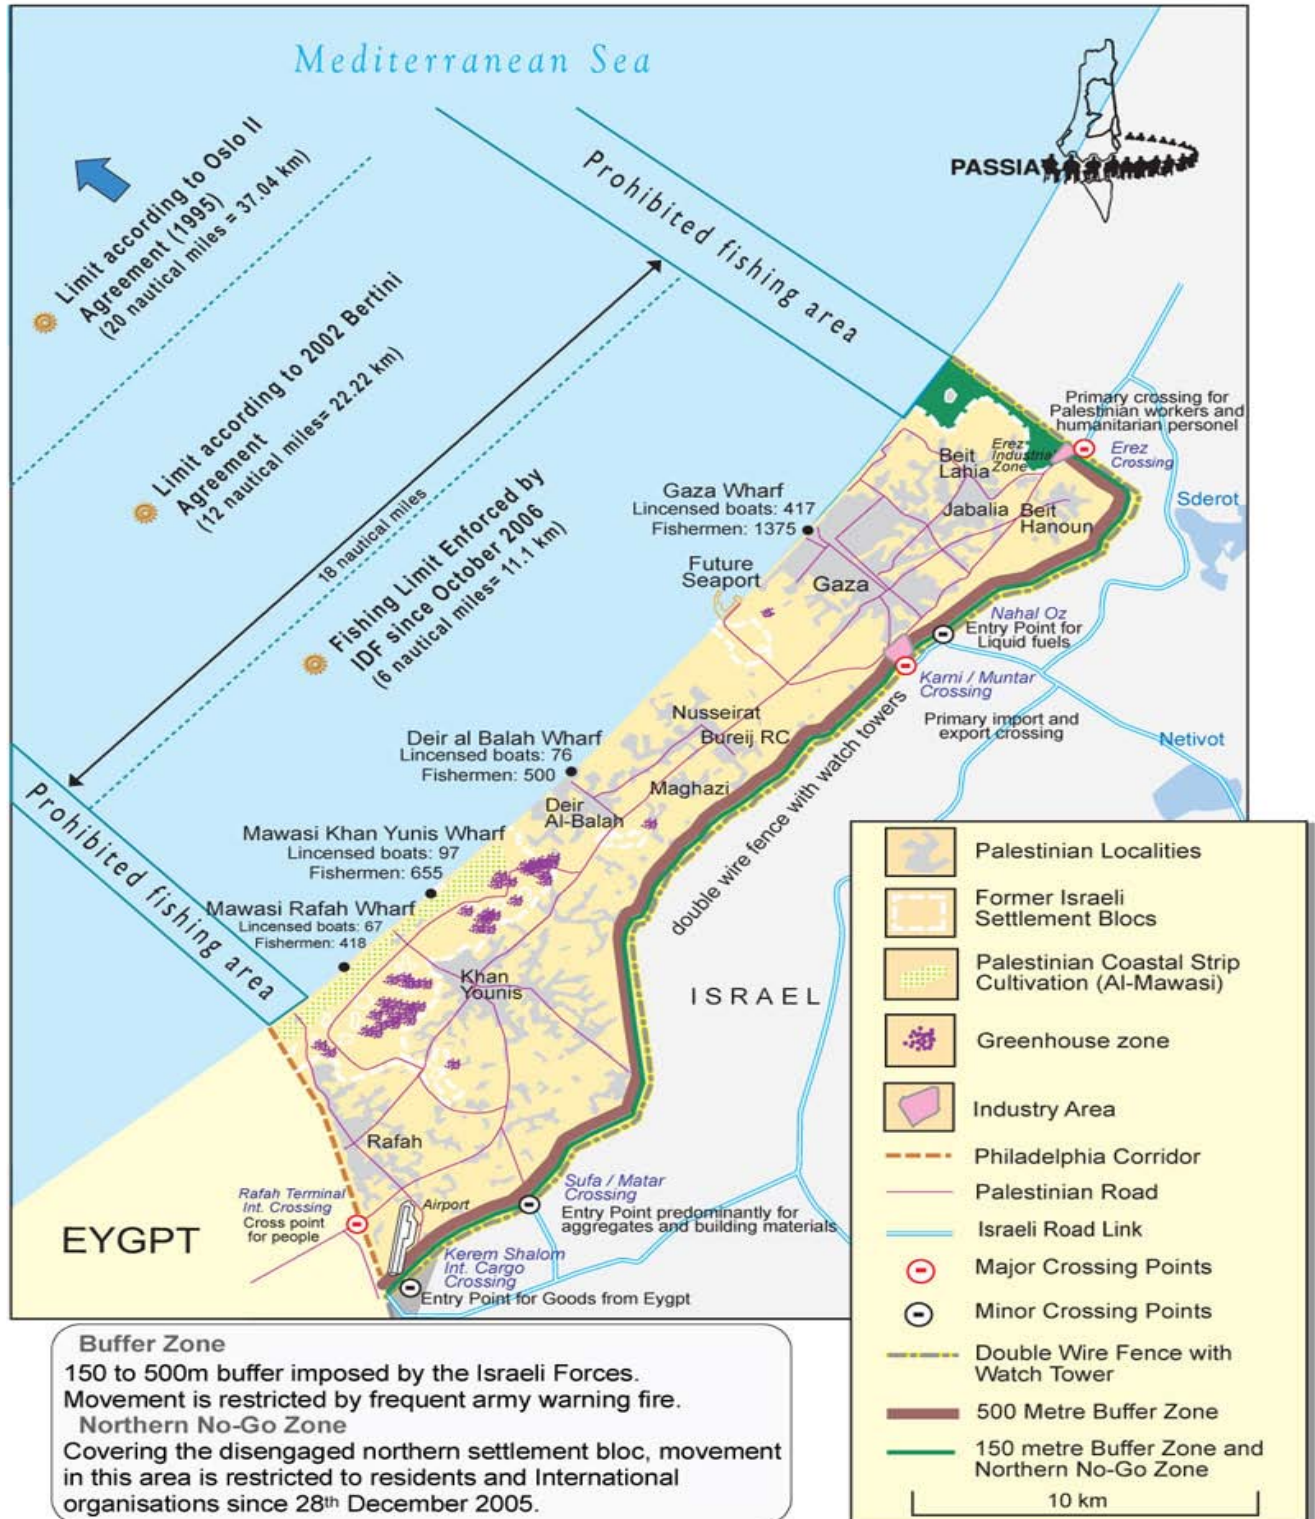 Mediterranean Sea
PASSIA
Limit according to Oslo II
Agreement (1995)
(20 nautical miles = 37.04 km)
Prohibited fishing area
Limit according to 2002 Bertini
Agreement
(12 nautical miles= 22.22 km)
18 nautical miles
Fishing Limit Enforced by
IDF since October 2006
(6 nautical miles= 11.1 km)
Primary crossing for
Palestinian workers and
humanitarian personel
Erez
Crossing
Erez
Industrial
Zone
Beit
Lahia
Jabalia
Beit
Hanoun
Sderot
Gaza Wharf
Lincensed boats: 417
Fishermen: 1375
Future
Seaport
Gaza
Nahal Oz
Entry Point for
Liquid fuels
Karni / Muntar
Crossing
Primary import and
export crossing
Netivot
Nusseirat
Bureij RC
Maghazi
double wire fence with watch towers
Deir al Balah Wharf
Lincensed boats: 76
Fishermen: 500
Deir
Al-Balah
Mawasi Khan Yunis Wharf
Lincensed boats: 97
Fishermen: 655
Mawasi Rafah Wharf
Lincensed boats: 67
Fishermen: 418
Prohibited fishing area
Khan
Younis
ISRAEL
Rafah
Rafah Terminal
Int. Crossing
Cross point
for people
Airport
Sufa / Matar
Crossing
Entry Point predominantly for
aggregates and building materials
EYGPT
Kerem Shalom
Int. Cargo
Crossing
Entry Point for Goods from Eygpt
Palestinian Localities
Former Israeli
Settlement Blocs
Palestinian Coastal Strip
Cultivation (Al-Mawasi)
Greenhouse zone
Industry Area
Philadelphia Corridor
Palestinian Road
Israeli Road Link
Major Crossing Points
Minor Crossing Points
Double Wire Fence with
Watch Tower
500 Metre Buffer Zone
150 metre Buffer Zone and
Northern No-Go Zone
10 km
Buffer Zone
150 to 500m buffer imposed by the Israeli Forces.
Movement is restricted by frequent army warning fire.
Northern No-Go Zone
Covering the disengaged northern settlement bloc, movement
in this area is restricted to residents and International
organisations since 28th December 2005.